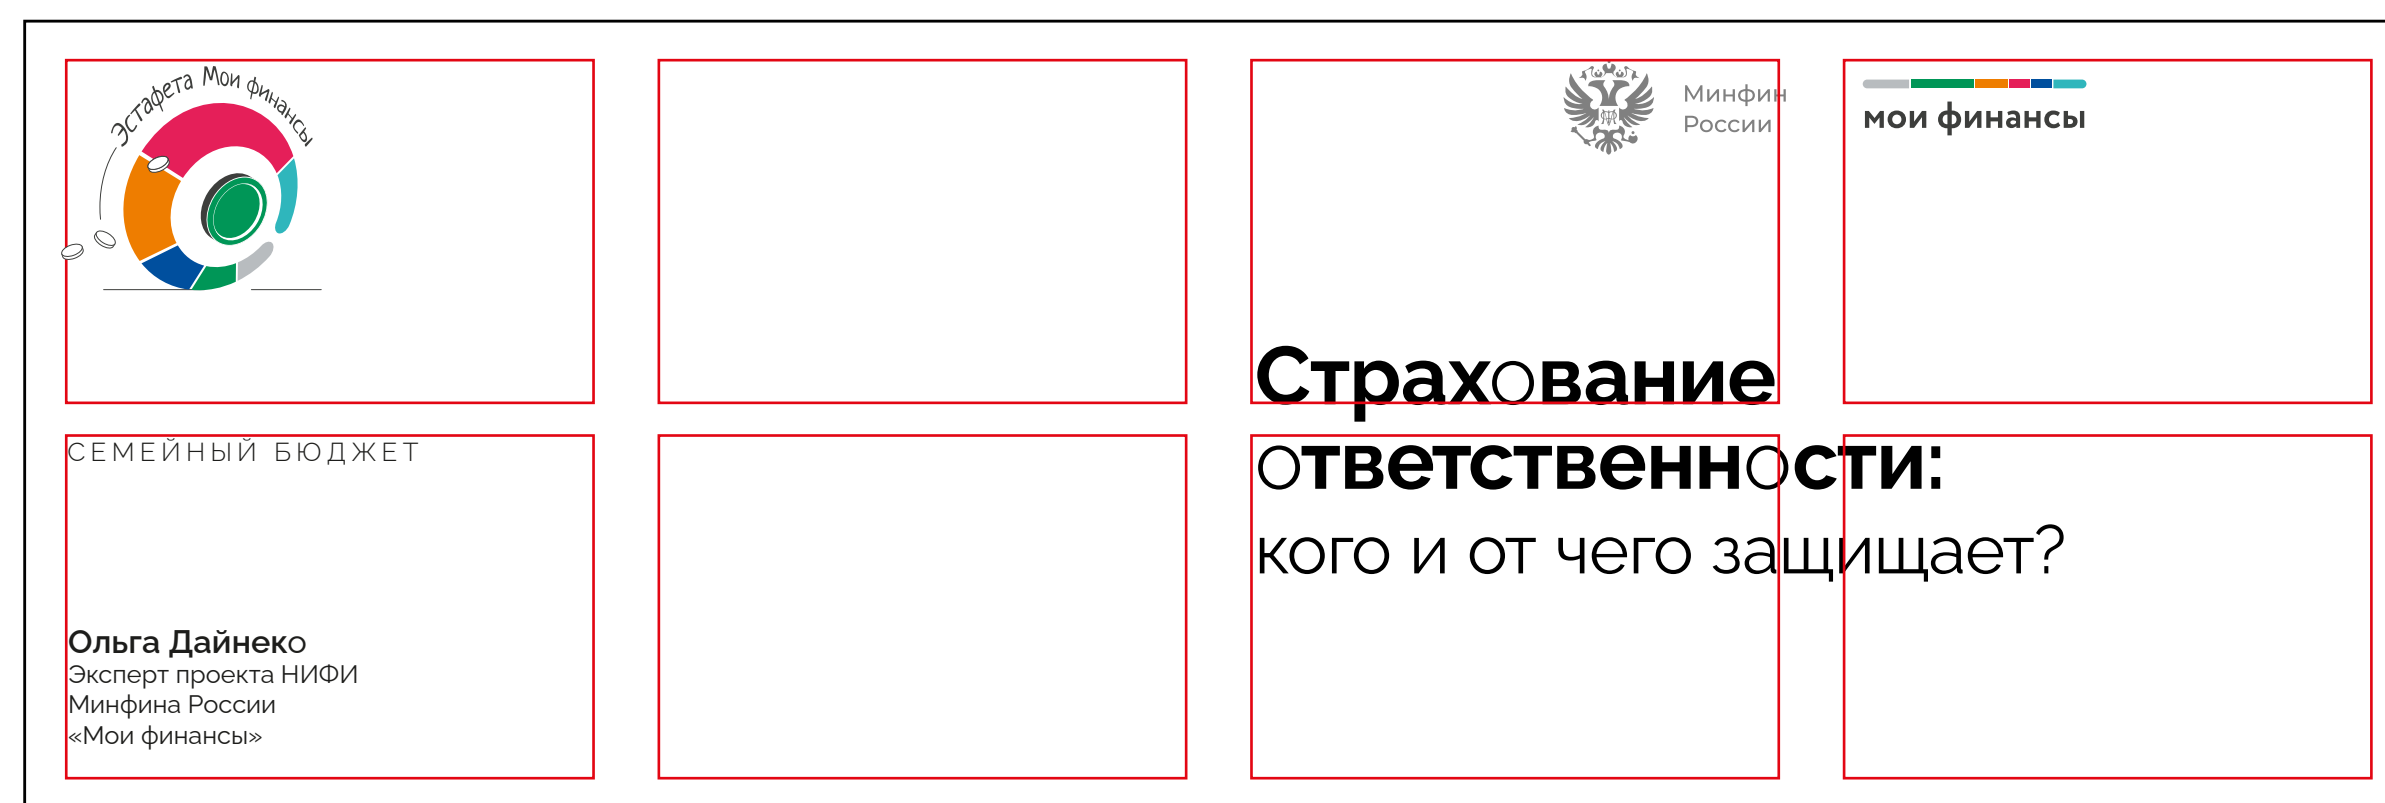 Эстафета Мои финансы
Минфин
России
мои финансы
Страхование
ответственности:
кого и от чего защищает?
СЕМЕЙНЫЙ БЮДЖЕТ
Ольга Дайнеко
Эксперт проекта НИФИ
Минфина России
«Мои финансы»